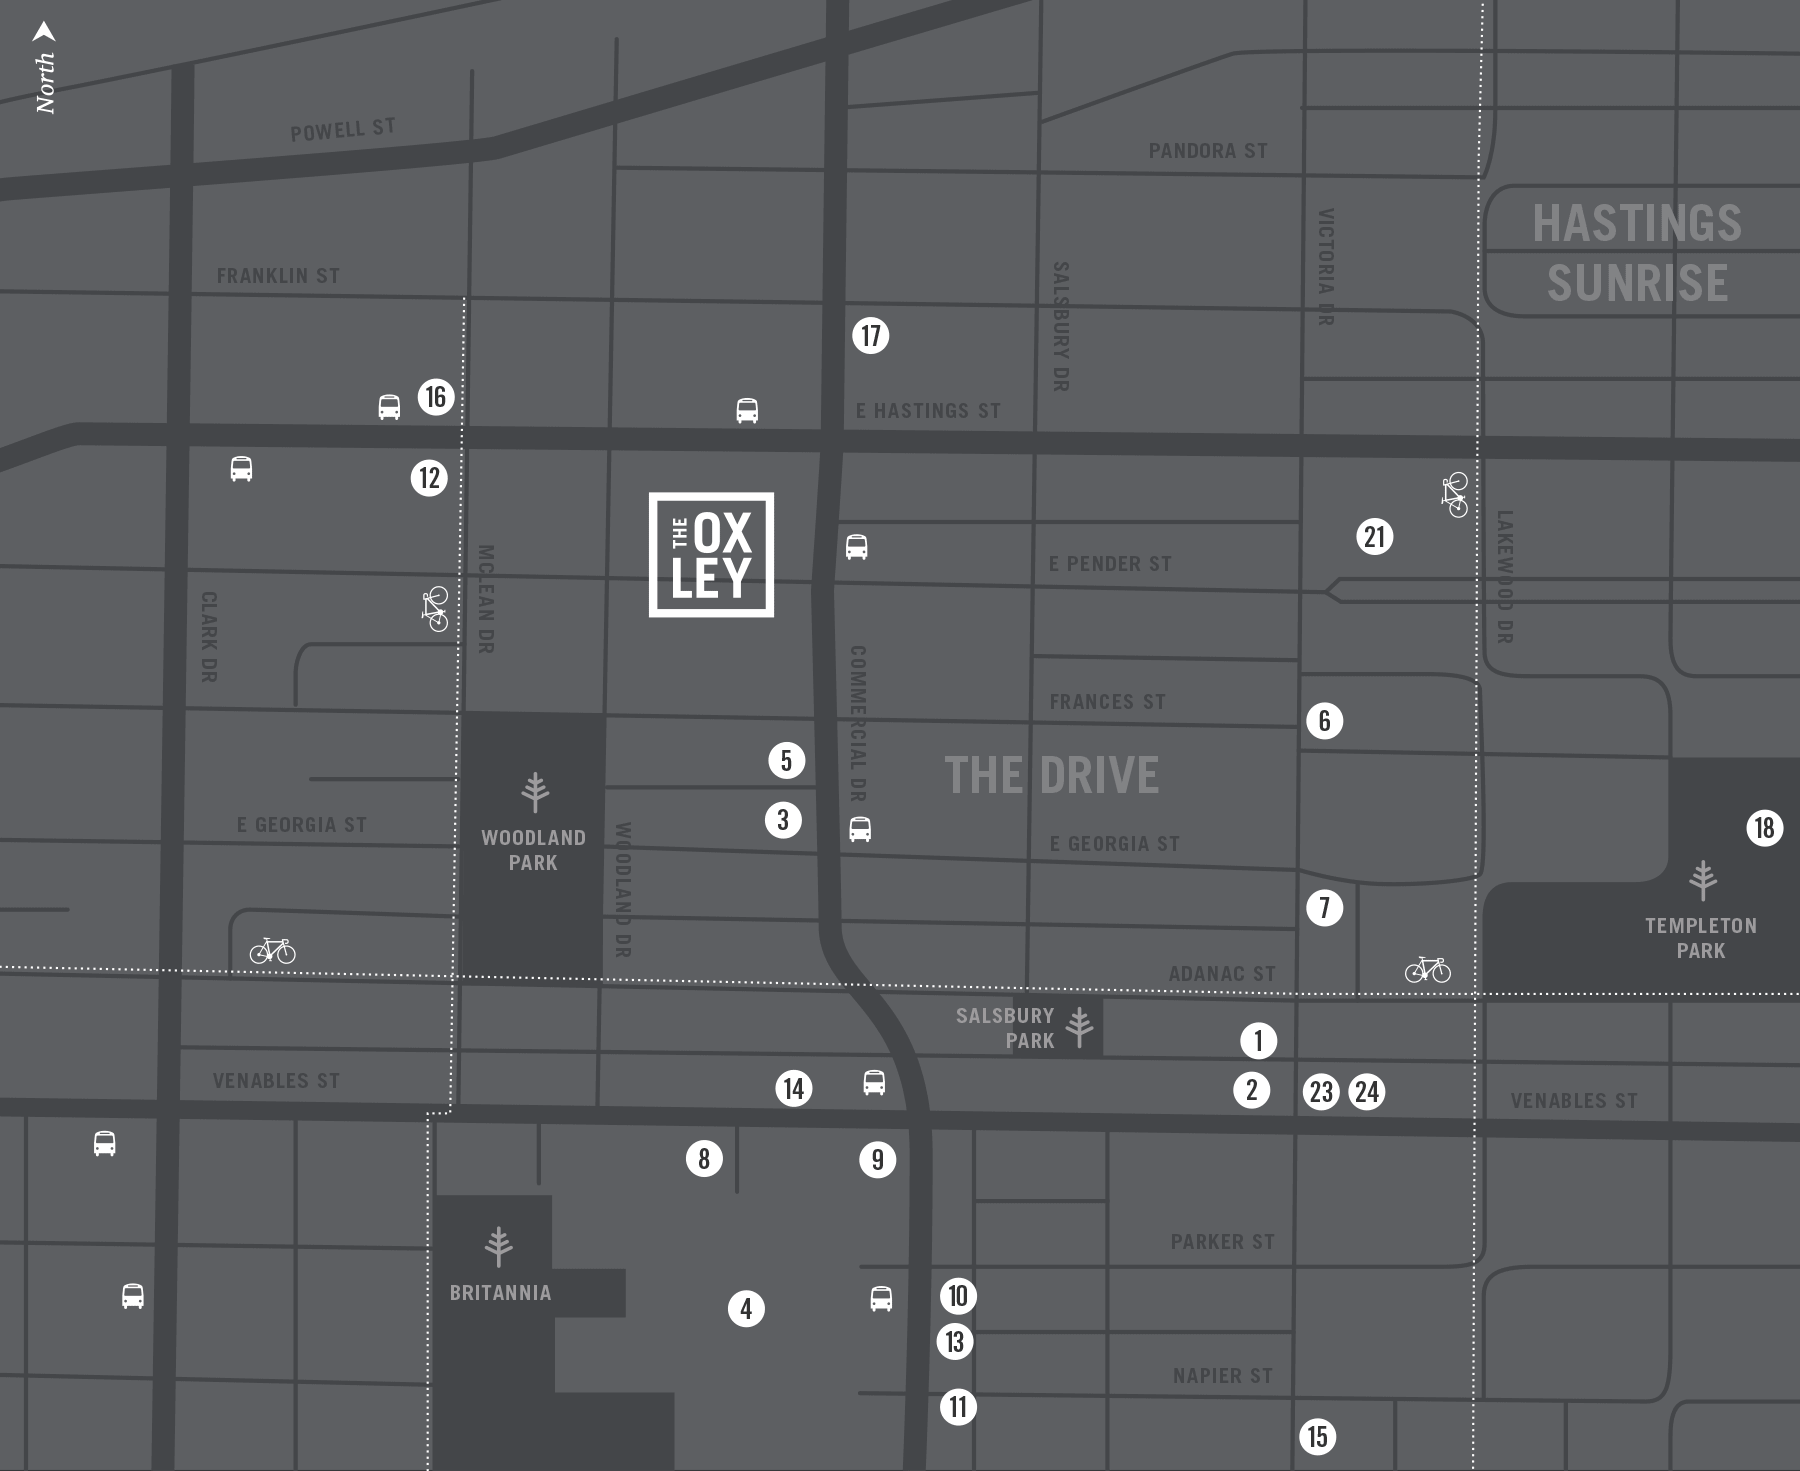 North
POWELL ST
PANDORA ST
HASTINGS
SUNRISE
VICTORIA DR
SALSBURY DR
FRANKLIN ST
17
16
E HASTINGS ST
12
THE
OX
LEY
21
LAKEWOOD DR
MCLEAN DR
E PENDER ST
CLARK DR
COMMERCIAL DR
FRANCES ST
6
5
THE DRIVE
3
E GEORGIA ST
WOODLAND
PARK
WOODLAND DR
E GEORGIA ST
18
7
TEMPLETON
PARK
ADANAC ST
SALSBURY
PARK
1
VENABLES ST
14
2
23
24
VENABLES ST
8
9
PARKER ST
BRITANNIA
4
10
13
NAPIER ST
11
15